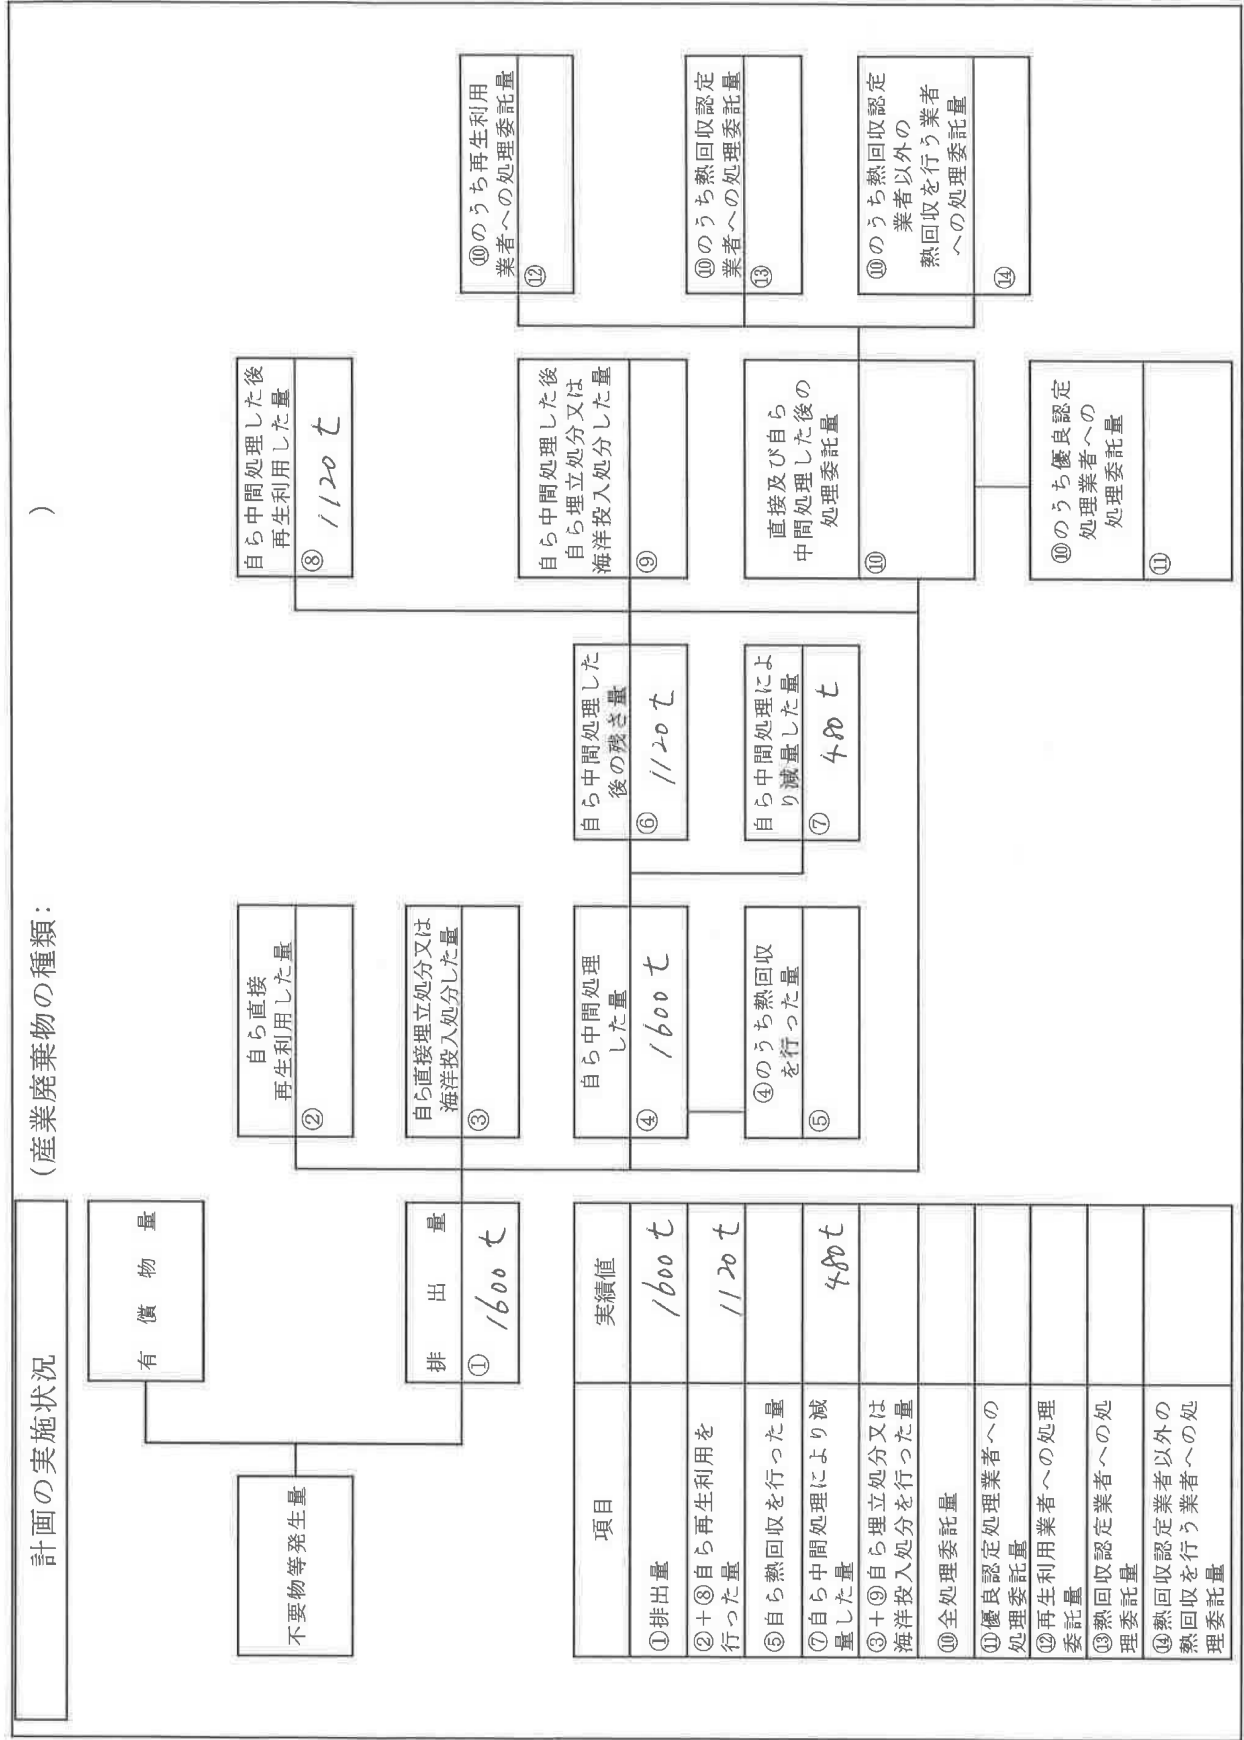 計画の実施状況
(産業廃棄物の種類:
)
有償物量
不要物等発生量
排出量
① 1600 t
自ら直接
再生利用した量
②
自ら直接埋立処分又は
海洋投入処分した量
③
自ら中間処理
した量
④ 1600 t
④のうち熱回収
を行った量
⑤
自ら中間処理した
後の残さ量
⑥ 1120 t
自ら中間処理によ
り減量した量
⑦ 480 t
自ら中間処理した後
再生利用した量
⑧ 1120 t
自ら中間処理した後
自ら埋立処分又は
海洋投入処分した量
⑨
直接及び自ら
中間処理した後の
処理委託量
⑩
⑩のうち優良認定
処理業者への
処理委託量
⑪
⑩のうち再生利用
業者への処理委託量
⑫
⑩のうち熱回収認定
業者への処理委託量
⑬
⑩のうち熱回収認定
業者以外の
熱回収を行う業者
への処理委託量
⑭
項目 実績値
①排出量 1600 t
②+⑧自ら再生利用を
行った量 1120 t
⑤自ら熱回収を行った量
⑦自ら中間処理により減
量した量 480 t
③+⑨自ら埋立処分又は
海洋投入処分を行った量
⑩全処理委託量
⑪優良認定処理業者への
処理委託量
⑫再生利用業者への処理
委託量
⑬熱回収認定業者への処
理委託量
⑭熱回収認定業者以外の
熱回収を行う業者への処
理委託量